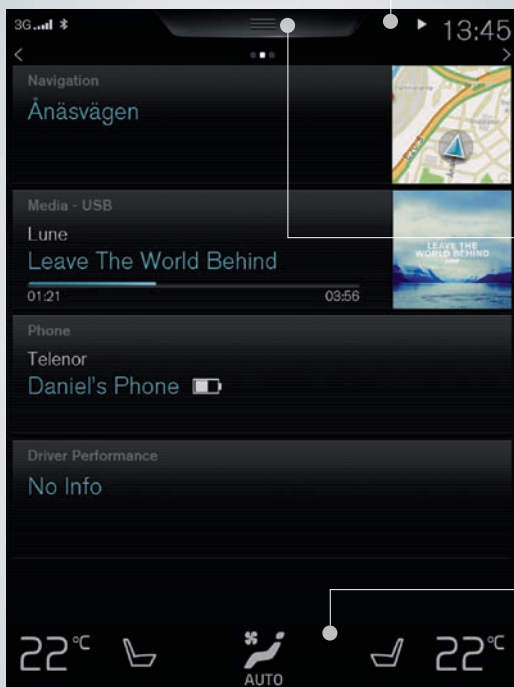 3G
13:45
Navigation
Ånäsvägen
Media - USB
Lune
Leave The World Behind
01:21
03:56
LEAVE THE
WORLD BEHIND
LUNE
Phone
Telenor
Daniel's Phone
Driver Performance
No Info
22°C
AUTO
22°C